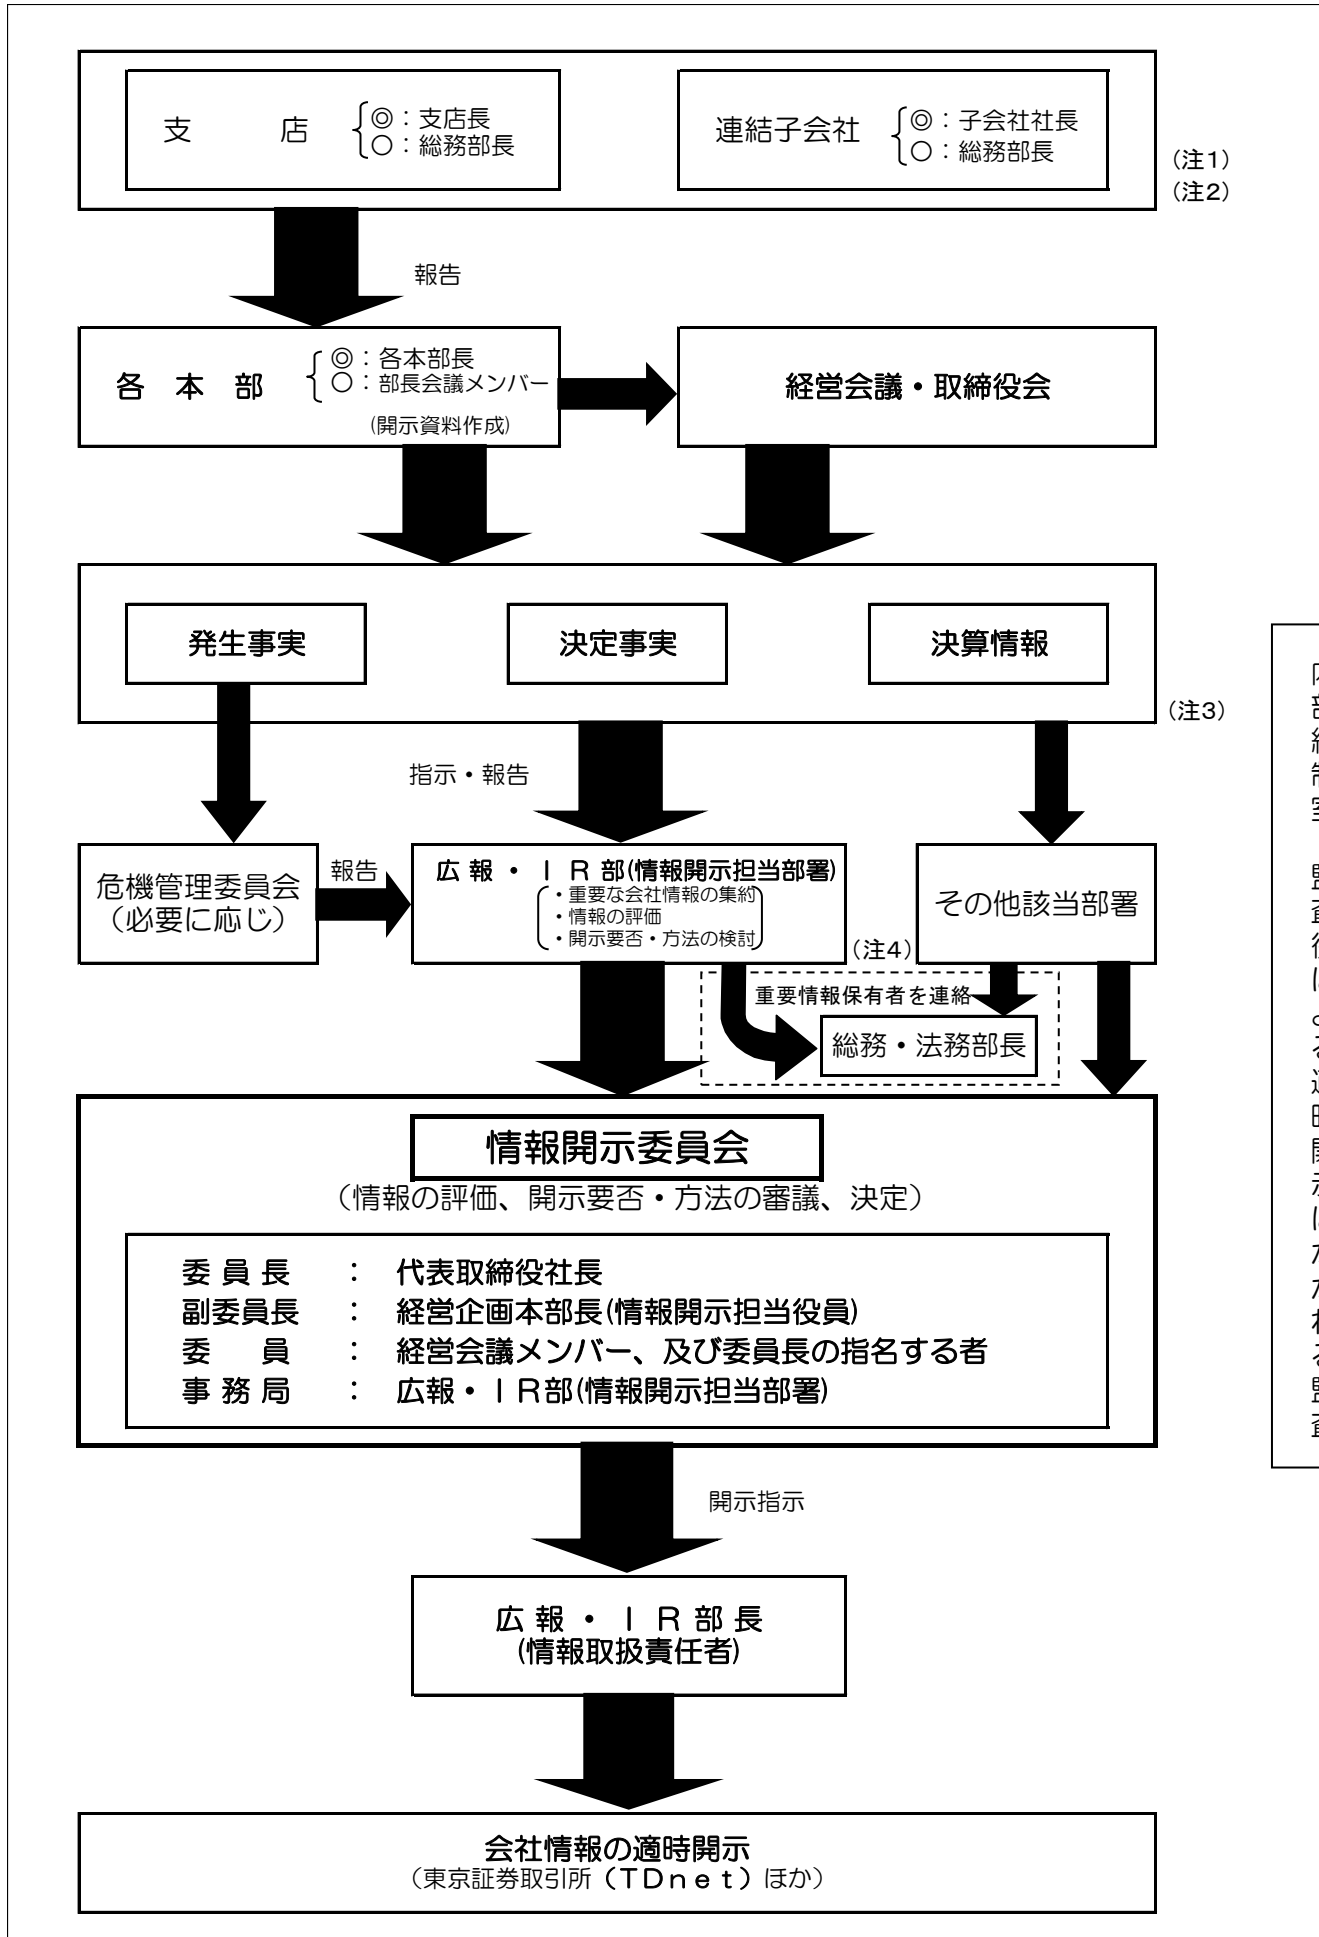 支　店
◎：支店長
○：総務部長
連結子会社
◎：子会社社長
○：総務部長
(注1)
(注2)
報告
各 本 部
◎：各本部長
○：部長会議メンバー
(開示資料作成)
経営会議・取締役会
発生事実
決定事実
決算情報
(注3)
指示・報告
危機管理委員会
（必要に応じ）
報告
広 報 ・ Ｉ Ｒ 部(情報開示担当部署)
・重要な会社情報の集約
・情報の評価
・開示要否・方法の検討
(注4)
その他該当部署
重要情報保有者を連絡
総務・法務部長
情報開示委員会
（情報の評価、開示要否・方法の審議、決定）
委 員 長　：　代表取締役社長
副委員長　：　経営企画本部長(情報開示担当役員)
委　員　：　経営会議メンバー、及び委員長の指名する者
事 務 局　：　広報・ＩＲ部(情報開示担当部署)
開示指示
広 報 ・ Ｉ Ｒ 部 長
(情報取扱責任者)
会社情報の適時開示
（東京証券取引所（ＴＤｎｅｔ）ほか）